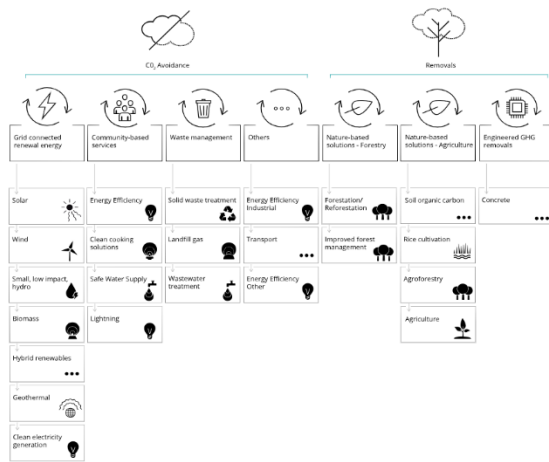 CO₂ Avoidance
Removals
Grid connected
renewal energy
Community-based
services
Waste management
Others
Nature-based
solutions - Forestry
Nature-based
solutions - Agriculture
Engineered GHG
removals
Solar
Wind
Small, low impact,
hydro
Biomass
Hybrid renewables
Geothermal
Clean electricity
generation
Energy Efficiency
Clean cooking
solutions
Safe Water Supply
Lightning
Solid waste treatment
Landfill gas
Wastewater
treatment
Energy Efficiency
Industrial
Transport
Energy Efficiency
Other
Forestation/
Reforestation
Improved forest
management
Soil organic carbon
Rice cultivation
Agroforestry
Agriculture
Concrete